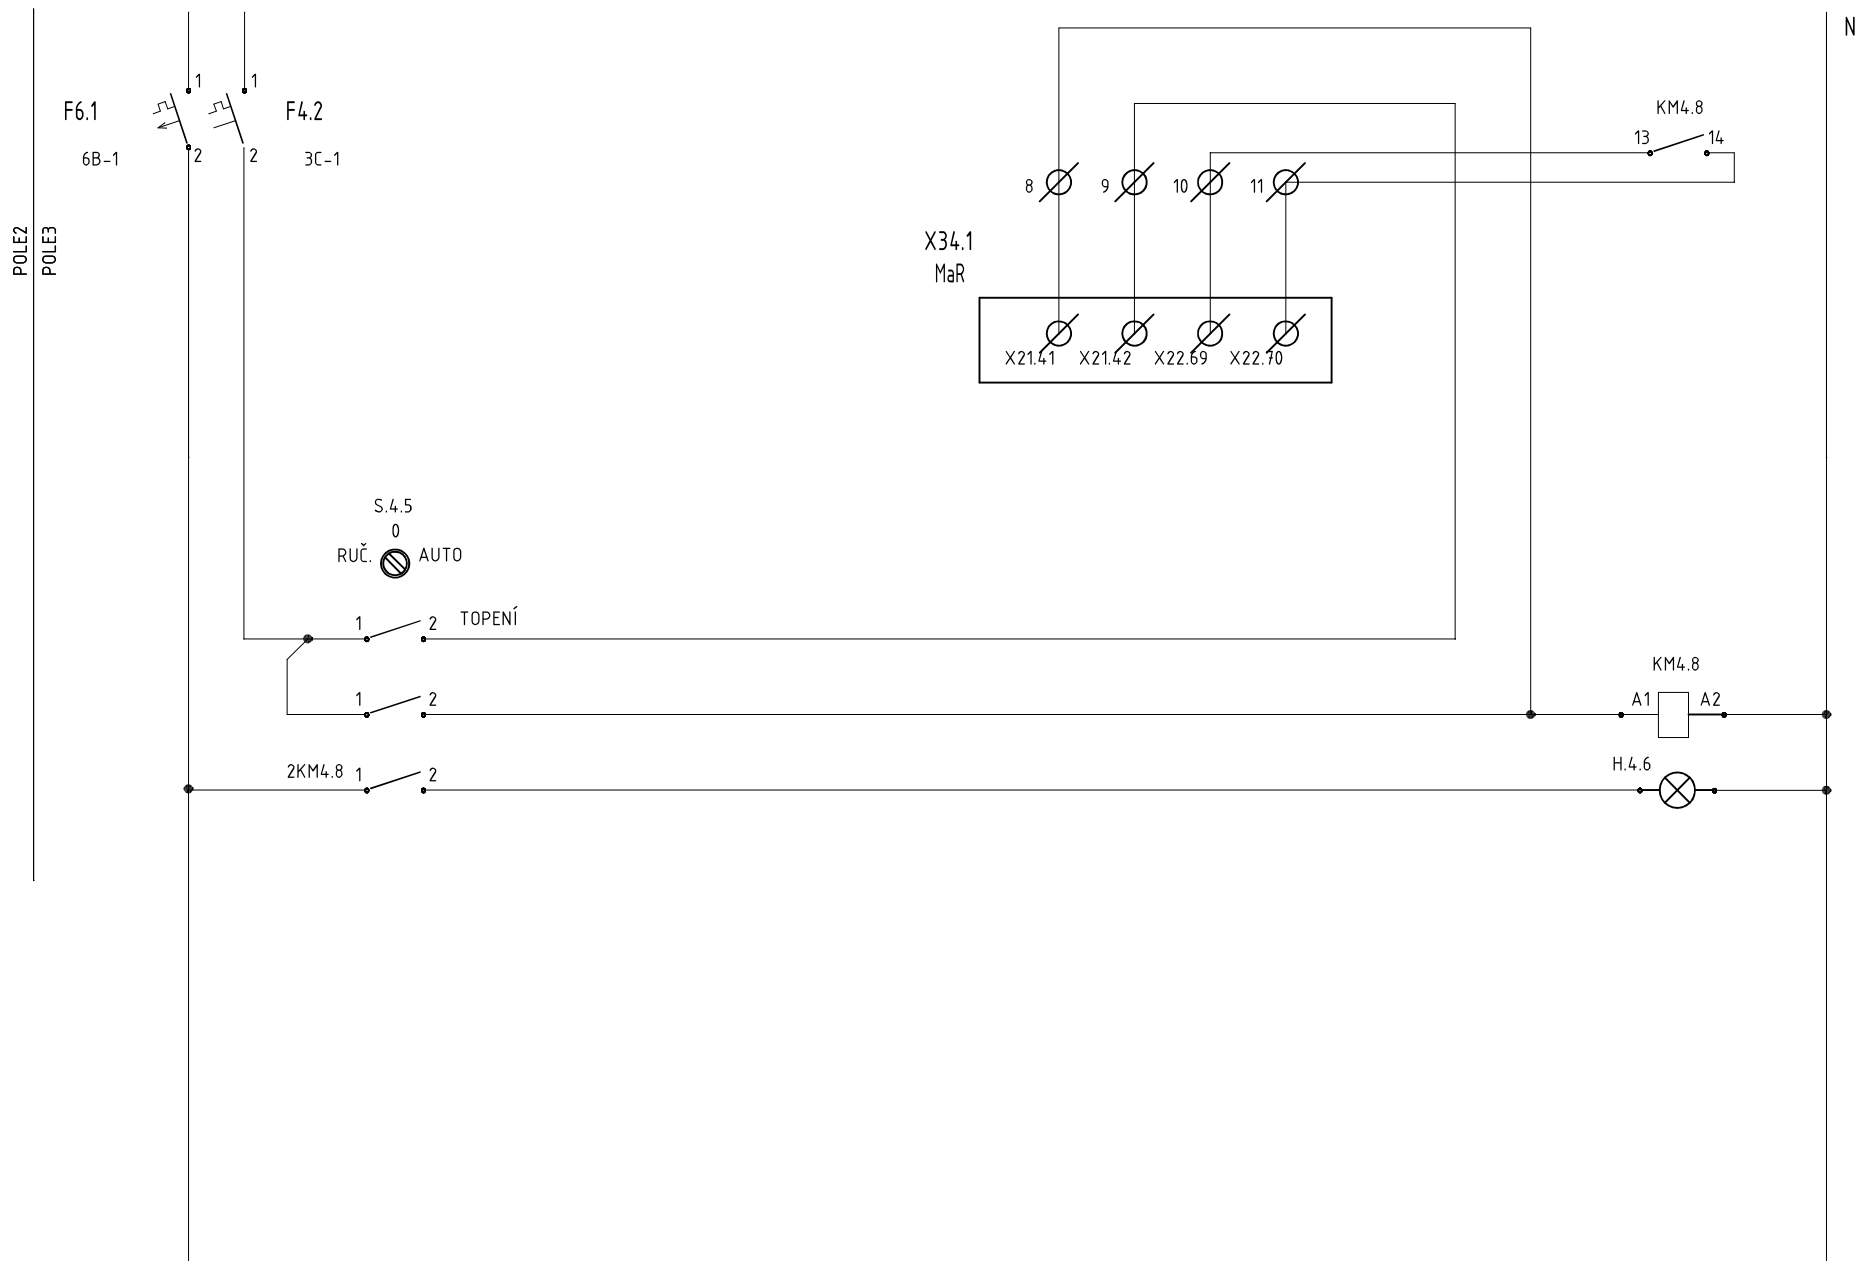 N
1
1
F6.1
F4.2
KM4.8
6B-1
2
2
3C-1
13
14
8
9
10
11
POLE2
POLE3
X34.1
MaR
X21.41
X21.42
X22.69
X22.70
S.4.5
0
RUČ.
AUTO
1
2
TOPENÍ
KM4.8
1
2
A1
A2
2KM4.8
1
2
H.4.6